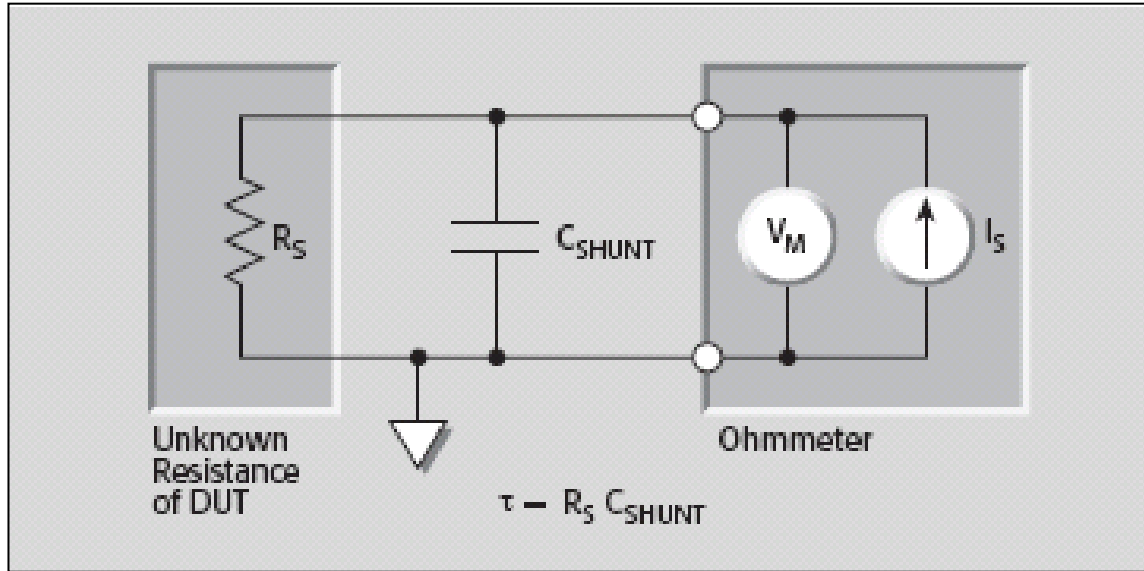 R_S
C_SHUNT
V_M
I_S
Unknown
Resistance
of DUT
Ohmmeter
τ – R_S C_SHUNT